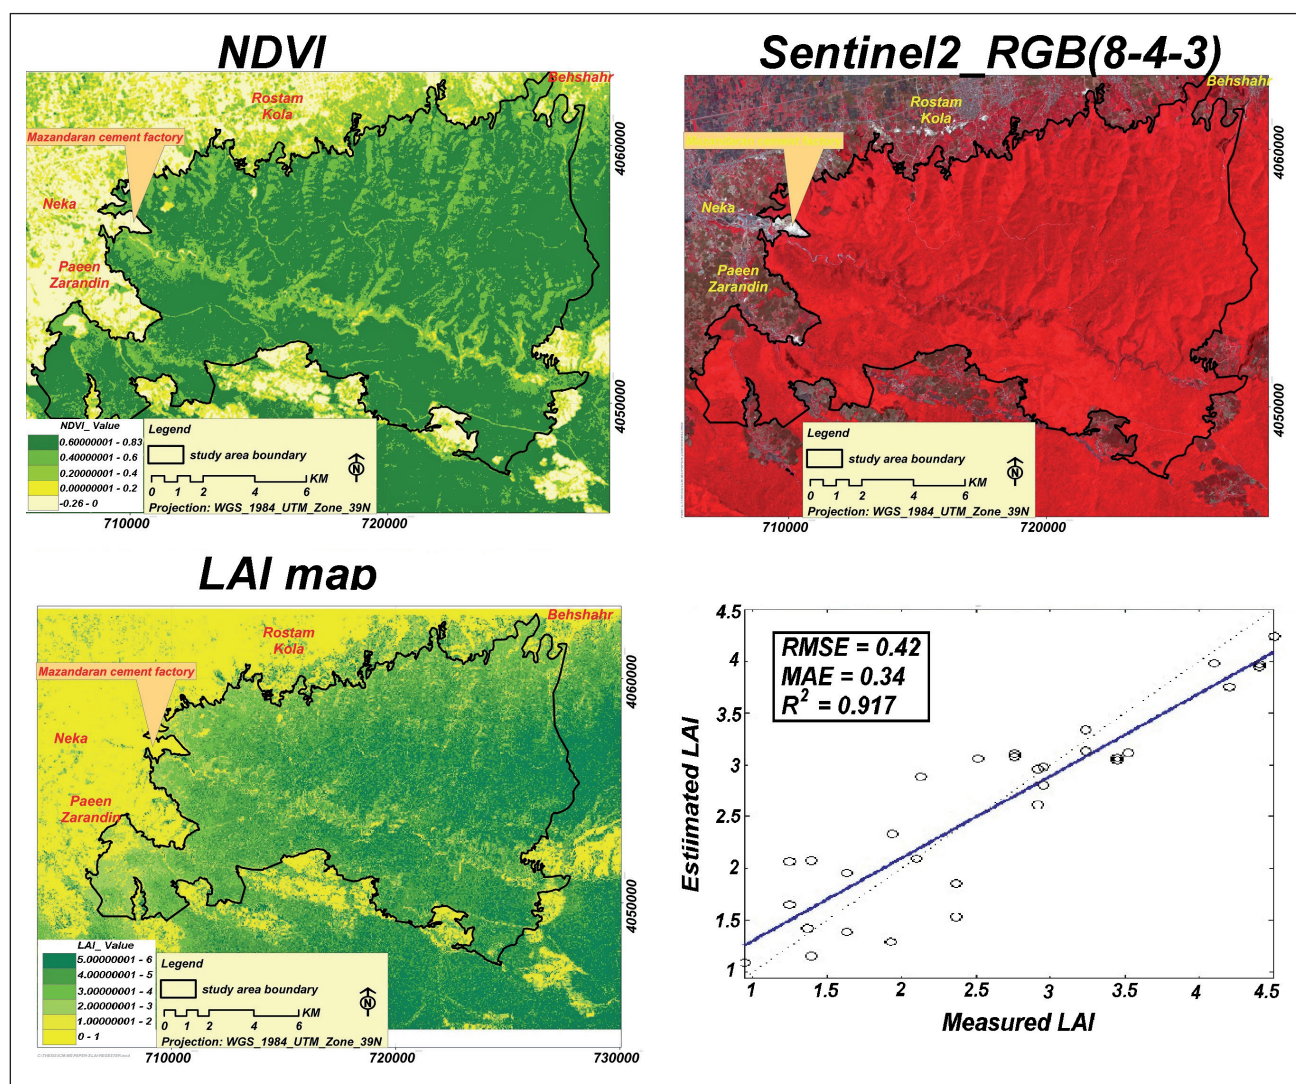 NDVI
Behshahr
Rostam
Kola
Mazandaran cement factory
Neka
Paeen
Zarandin
4060000
4050000
NDVI_ Value
0.60000001 - 0.83
0.40000001 - 0.6
0.20000001 - 0.4
0.00000001 - 0.2
-0.26 - 0
Legend
study area boundary
KM
0 1 2 4 6
N
Projection: WGS_1984_UTM_Zone_39N
710000 720000
Sentinel2_RGB(8-4-3)
Behshahr
Rostam
Kola
Neka
Paeen
Zarandin
4060000
4050000
Legend
study area boundary
KM
0 1 2 4 6
N
Projection: WGS_1984_UTM_Zone_39N
710000 720000
LAI map
Behshahr
Rostam
Kola
Mazandaran cement factory
Neka
Paeen
Zarandin
4060000
4050000
LAI_ Value
5.00000001 - 6
4.00000001 - 5
3.00000001 - 4
2.00000001 - 3
1.00000001 - 2
0 - 1
Legend
study area boundary
KM
0 1 2 4 6
N
Projection: WGS_1984_UTM_Zone_39N
710000 720000 730000
RMSE = 0.42
MAE = 0.34
R² = 0.917
Estiimated LAI
4.5
4
3.5
3
2.5
2
1.5
1
1 1.5 2 2.5 3 3.5 4 4.5
Measured LAI